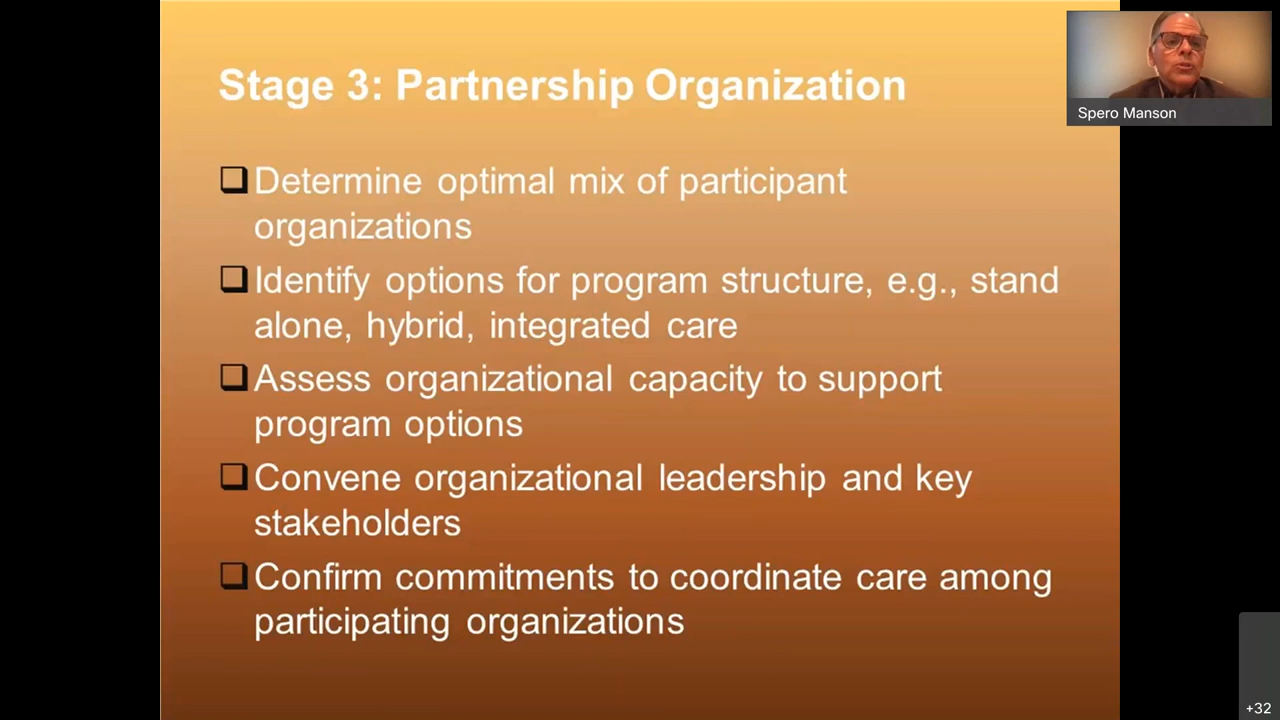 Stage 3: Partnership Organization
Spero Manson
Determine optimal mix of participant
organizations
Identify options for program structure, e.g., stand
alone, hybrid, integrated care
Assess organizational capacity to support
program options
Convene organizational leadership and key
stakeholders
Confirm commitments to coordinate care among
participating organizations
+32